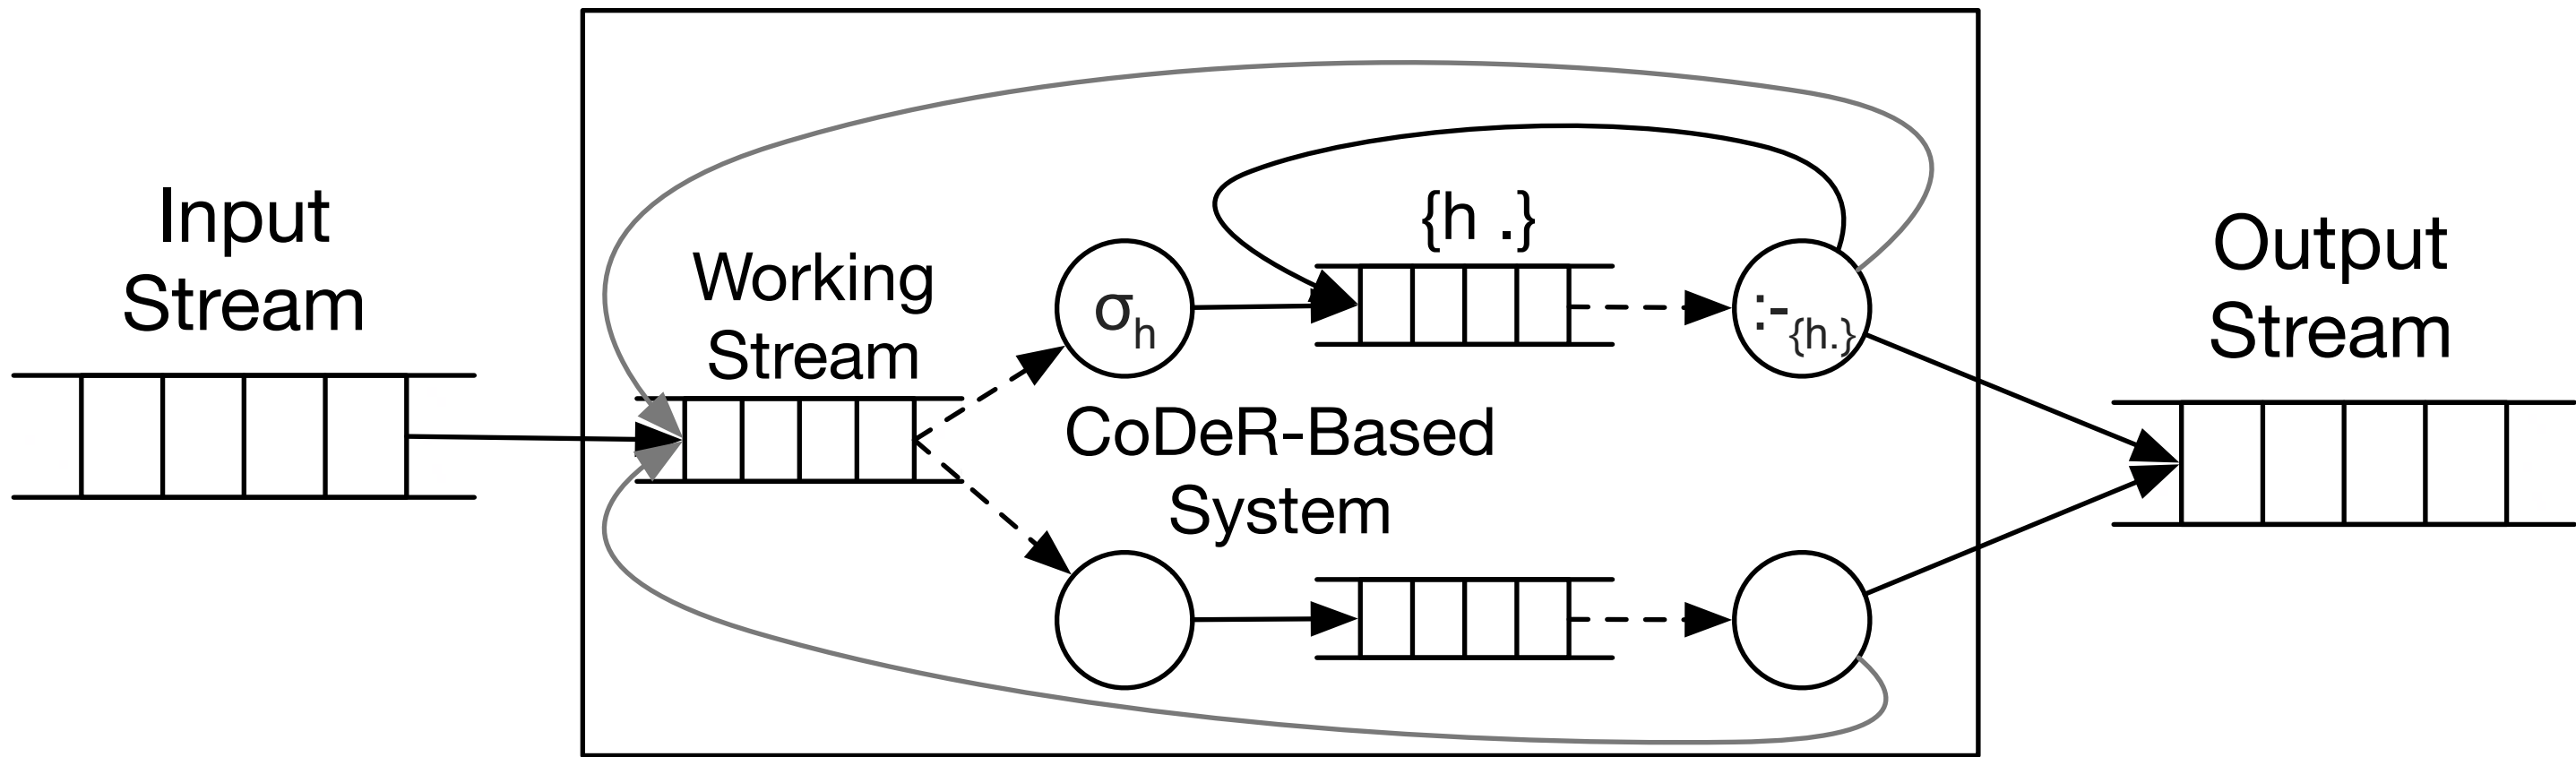 Input
Stream
Working
Stream
σh
{h .}
:-{h.}
CoDeR-Based
System
Output
Stream